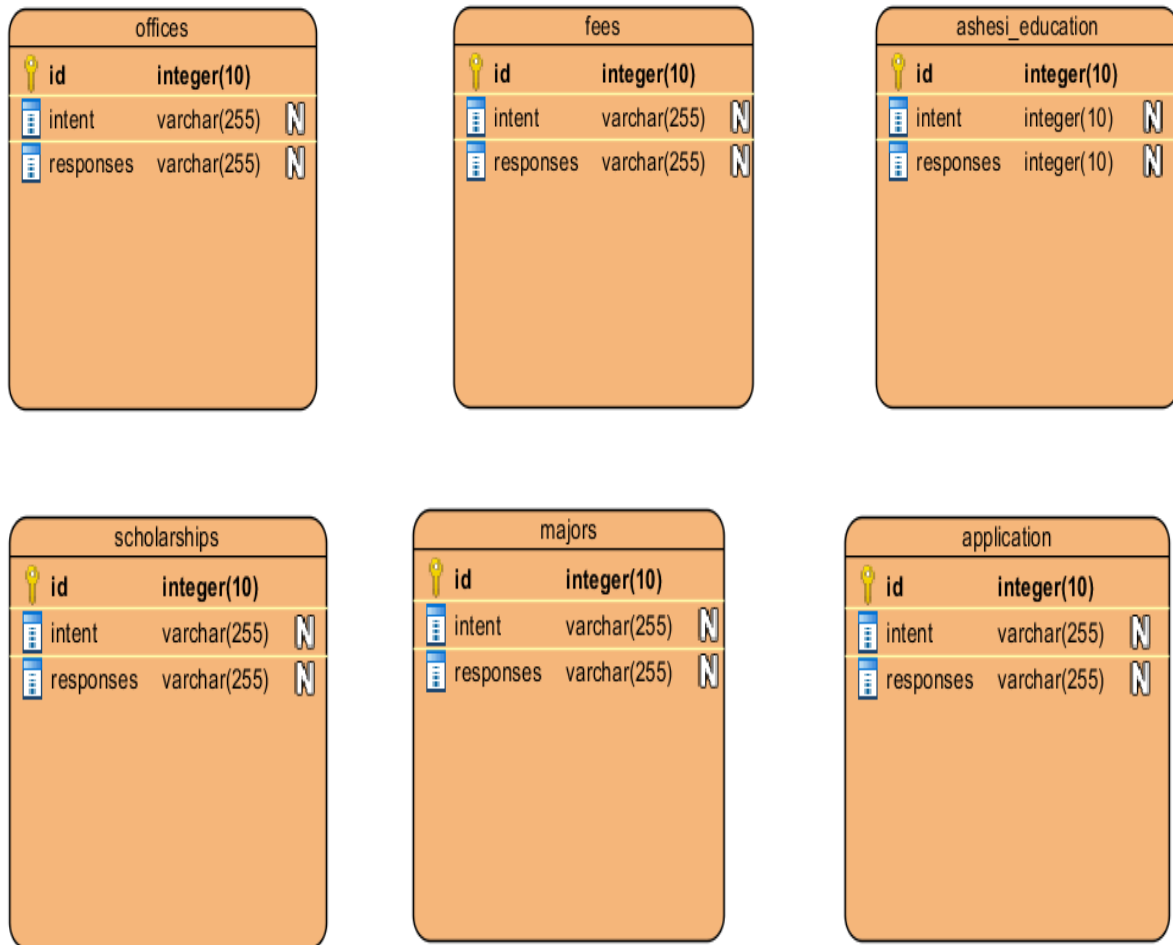 offices
id integer(10)
intent varchar(255) N
responses varchar(255) N
fees
id integer(10)
intent varchar(255) N
responses varchar(255) N
ashesi_education
id integer(10)
intent integer(10) N
responses integer(10) N
scholarships
id integer(10)
intent varchar(255) N
responses varchar(255) N
majors
id integer(10)
intent varchar(255) N
responses varchar(255) N
application
id integer(10)
intent varchar(255) N
responses varchar(255) N